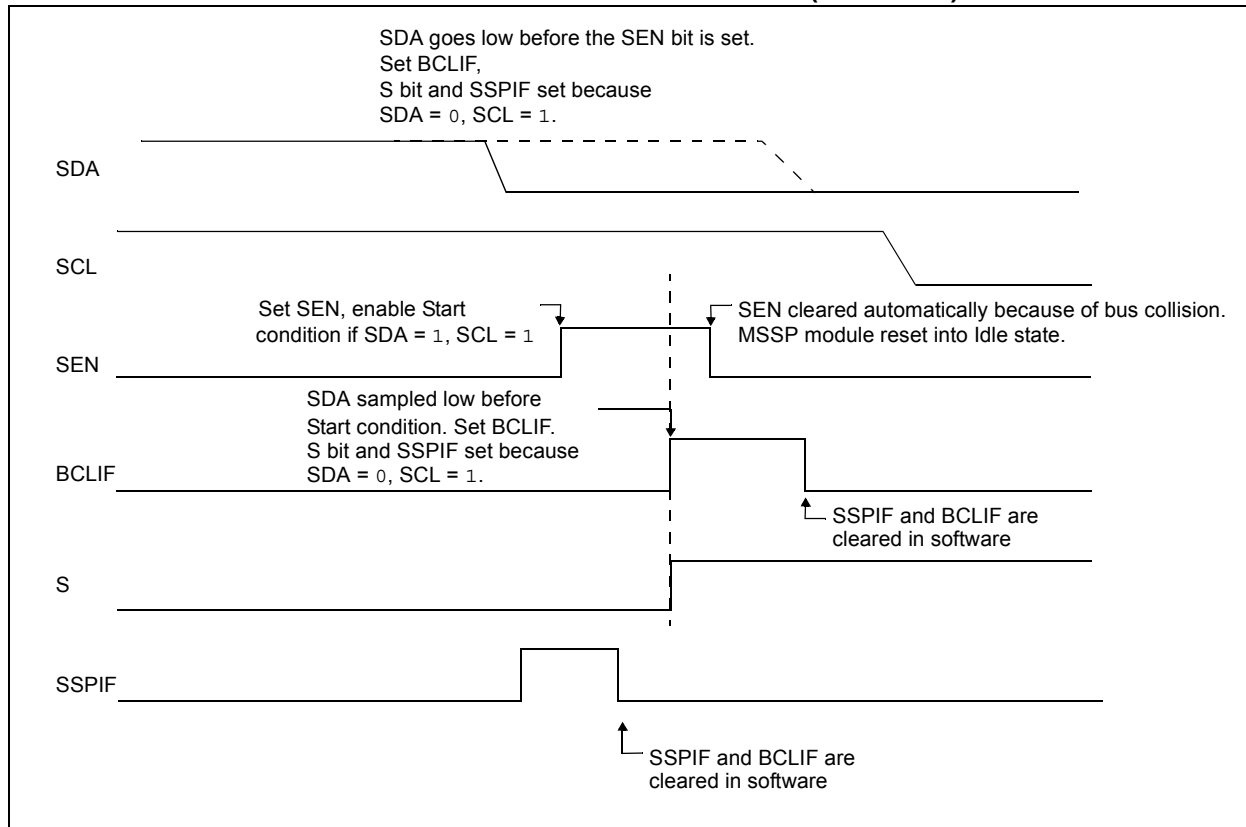 SDA goes low before the SEN bit is set.
Set BCLIF,
S bit and SSPIF set because
SDA = 0, SCL = 1.
SDA
SCL
Set SEN, enable Start
condition if SDA = 1, SCL = 1
SEN cleared automatically because of bus collision.
MSSP module reset into Idle state.
SEN
SDA sampled low before
Start condition. Set BCLIF.
S bit and SSPIF set because
SDA = 0, SCL = 1.
BCLIF
SSPIF and BCLIF are
cleared in software
S
SSPIF
SSPIF and BCLIF are
cleared in software